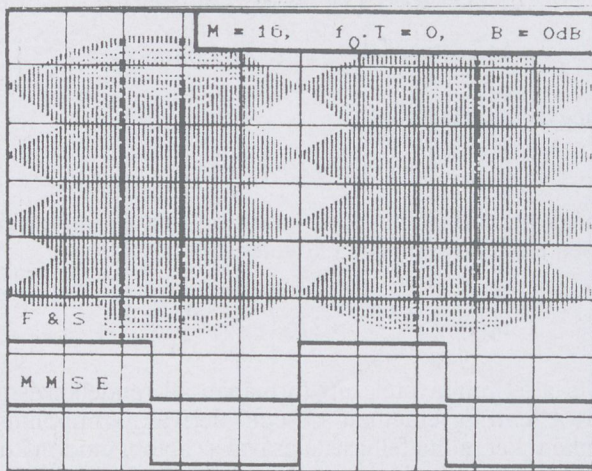 M = 16, f₀.T = 0, B = 0dB
F & S
M M S E